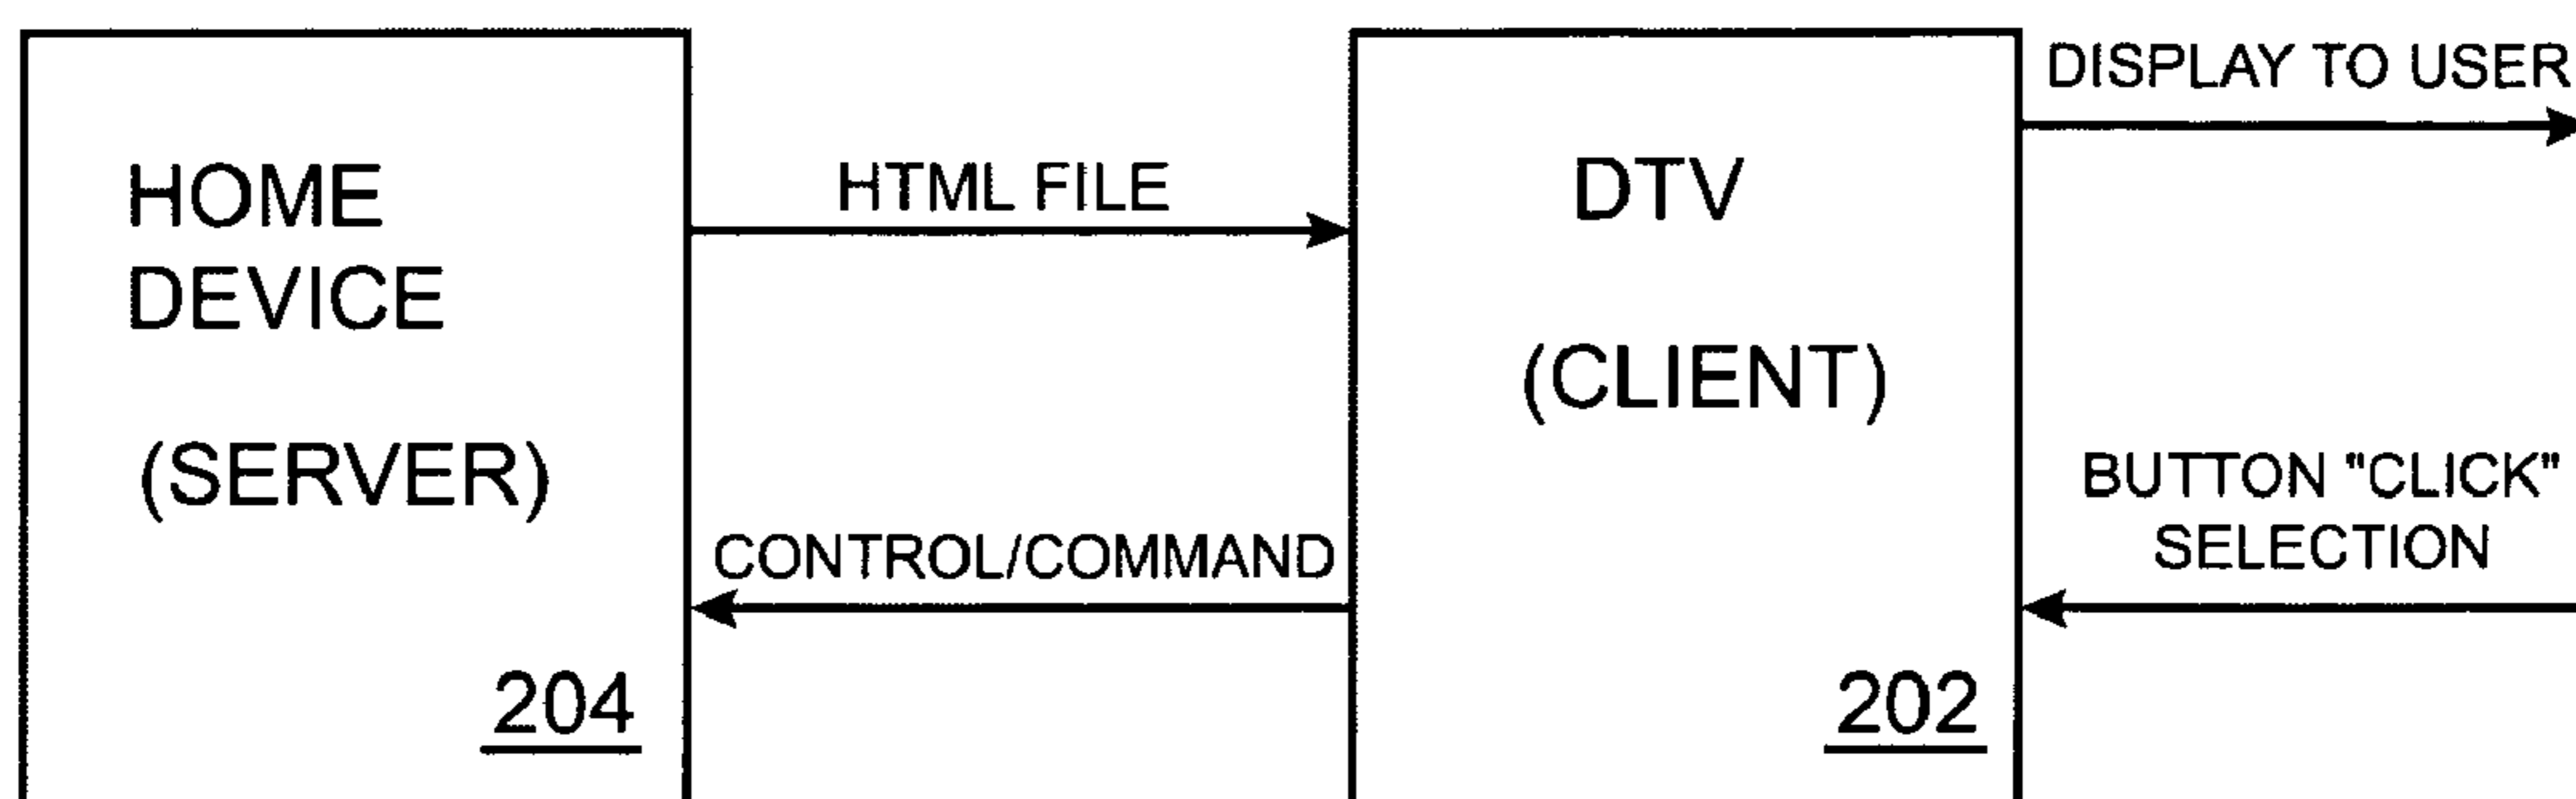 HOME
DEVICE
(SERVER)
204
HTML FILE
CONTROL/COMMAND
DTV
(CLIENT)
202
DISPLAY TO USER
BUTTON "CLICK"
SELECTION